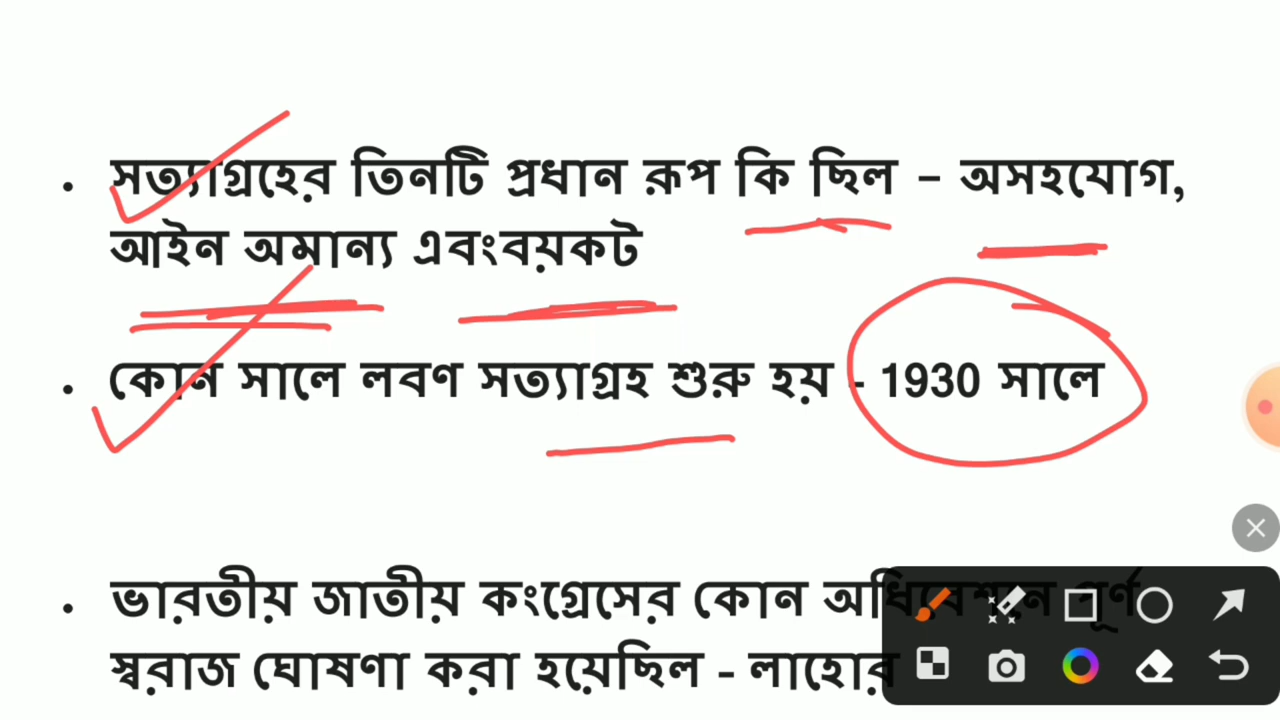 • সত্যাগ্রহের তিনটি প্রধান রূপ কি ছিল – অসহযোগ,
আইন অমান্য এবংবয়কট
• কোন সালে লবণ সত্যাগ্রহ শুরু হয় - 1930 সালে
• ভারতীয় জাতীয় কংগ্রেসের কোন অধিবেশনে পূর্ণ
স্বরাজ ঘোষণা করা হয়েছিল - লাহোর